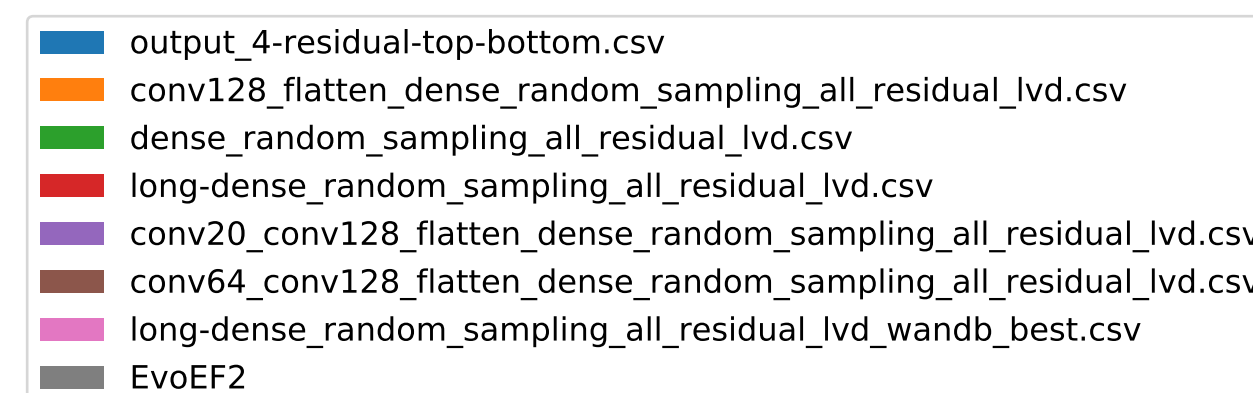 output_4-residual-top-bottom.csv
conv128_flatten_dense_random_sampling_all_residual_lvd.csv
dense_random_sampling_all_residual_lvd.csv
long-dense_random_sampling_all_residual_lvd.csv
conv20_conv128_flatten_dense_random_sampling_all_residual_lvd.csv
conv64_conv128_flatten_dense_random_sampling_all_residual_lvd.csv
long-dense_random_sampling_all_residual_lvd_wandb_best.csv
EvoEF2